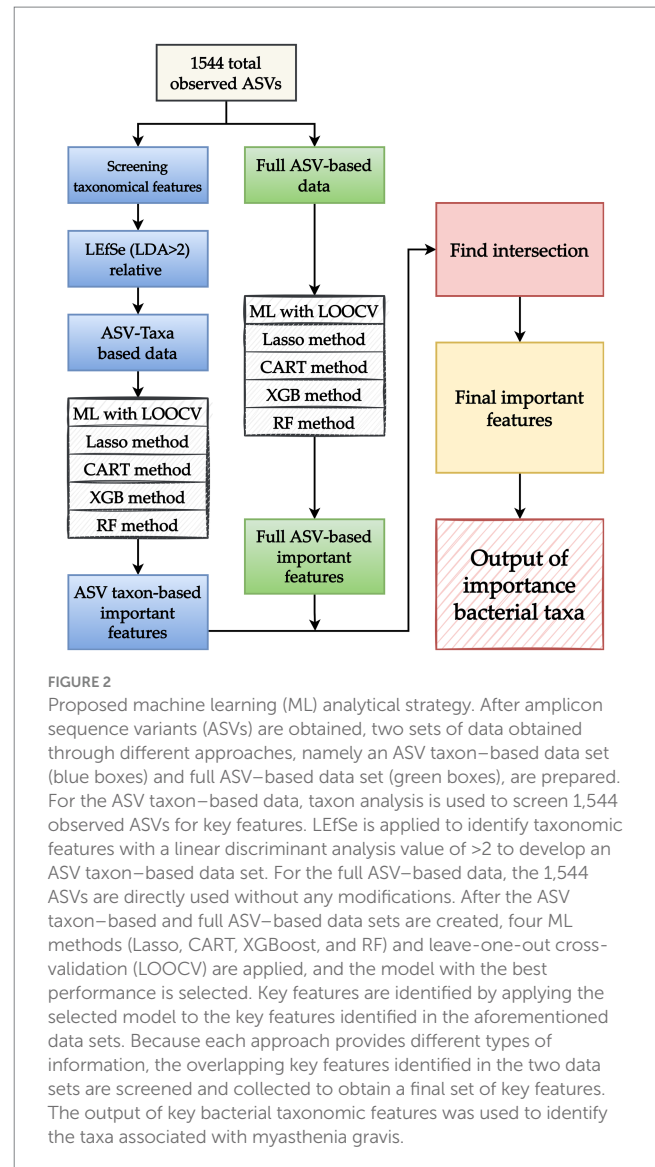 1544 total
observed ASVs
Screening
taxonomical features
LEfSe (LDA>2)
relative
ASV-Taxa
based data
ML with LOOCV
Lasso method
CART method
XGB method
RF method
ASV taxon-based
important
features
Full ASV-based
data
ML with LOOCV
Lasso method
CART method
XGB method
RF method
Full ASV-based
important
features
Find intersection
Final important
features
Output of
importance
bacterial taxa
FIGURE 2
Proposed machine learning (ML) analytical strategy. After amplicon
sequence variants (ASVs) are obtained, two sets of data obtained
through different approaches, namely an ASV taxon–based data set
(blue boxes) and full ASV–based data set (green boxes), are prepared.
For the ASV taxon–based data, taxon analysis is used to screen 1,544
observed ASVs for key features. LEfSe is applied to identify taxonomic
features with a linear discriminant analysis value of >2 to develop an
ASV taxon–based data set. For the full ASV–based data, the 1,544
ASVs are directly used without any modifications. After the ASV
taxon–based and full ASV–based data sets are created, four ML
methods (Lasso, CART, XGBoost, and RF) and leave-one-out cross-
validation (LOOCV) are applied, and the model with the best
performance is selected. Key features are identified by applying the
selected model to the key features identified in the aforementioned
data sets. Because each approach provides different types of
information, the overlapping key features identified in the two data
sets are screened and collected to obtain a final set of key features.
The output of key bacterial taxonomic features was used to identify
the taxa associated with myasthenia gravis.